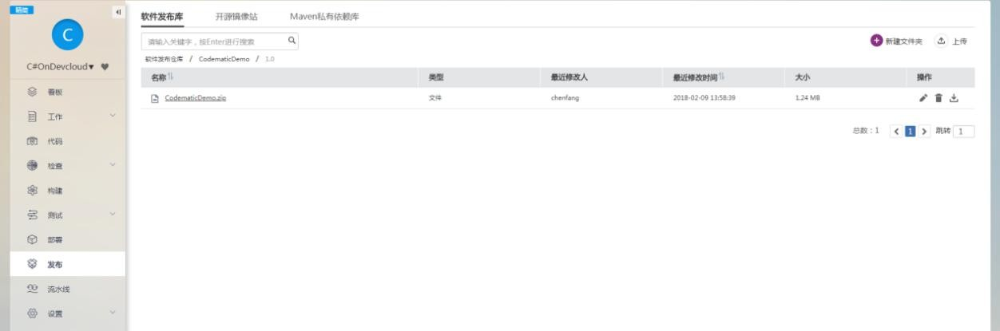 精简
C
C#OnDevcloud
看板
工作
代码
检查
构建
测试
部署
发布
流水线
设置
软件发布库 开源镜像站 Maven私有依赖库
请输入关键字，按Enter进行搜索
新建文件夹 上传
软件发布仓库 / CodematicDemo / 1.0
名称 类型 最近修改人 最近修改时间 大小 操作
CodematicDemo.zip 文件 chenfang 2018-02-09 13:58:39 1.24 MB
总数：1 1 跳转 1